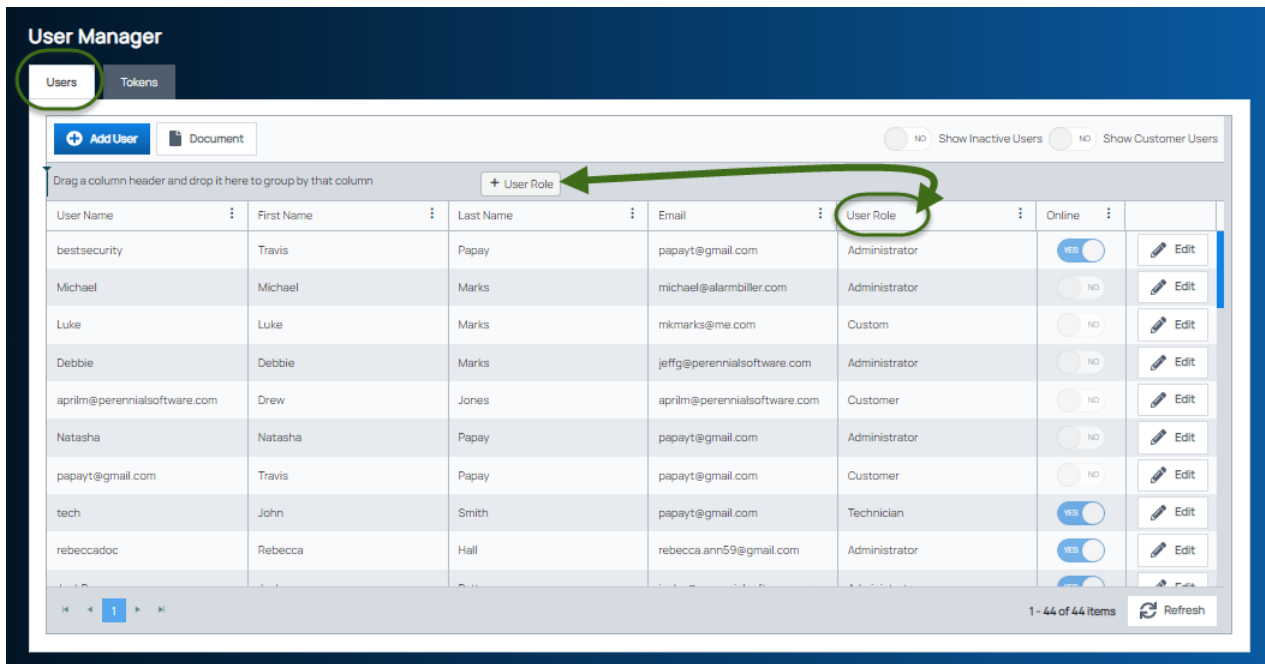 User Manager
Users Tokens
Add User Document NO Show Inactive Users NO Show Customer Users
Drag a column header and drop it here to group by that column + User Role
User Name First Name Last Name Email User Role Online
bestsecurity Travis Papay papayt@gmail.com Administrator YES Edit
Michael Michael Marks michael@alarmbiller.com Administrator NO Edit
Luke Luke Marks mkmarks@me.com Custom NO Edit
Debbie Debbie Marks jeffg@perennialsoftware.com Administrator NO Edit
aprilm@perennialsoftware.com Drew Jones aprilm@perennialsoftware.com Customer NO Edit
Natasha Natasha Papay papayt@gmail.com Administrator NO Edit
papayt@gmail.com Travis Papay papayt@gmail.com Customer NO Edit
tech John Smith papayt@gmail.com Technician YES Edit
rebeccadoc Rebecca Hall rebecca.ann59@gmail.com Administrator YES Edit
1 1 - 44 of 44 items Refresh